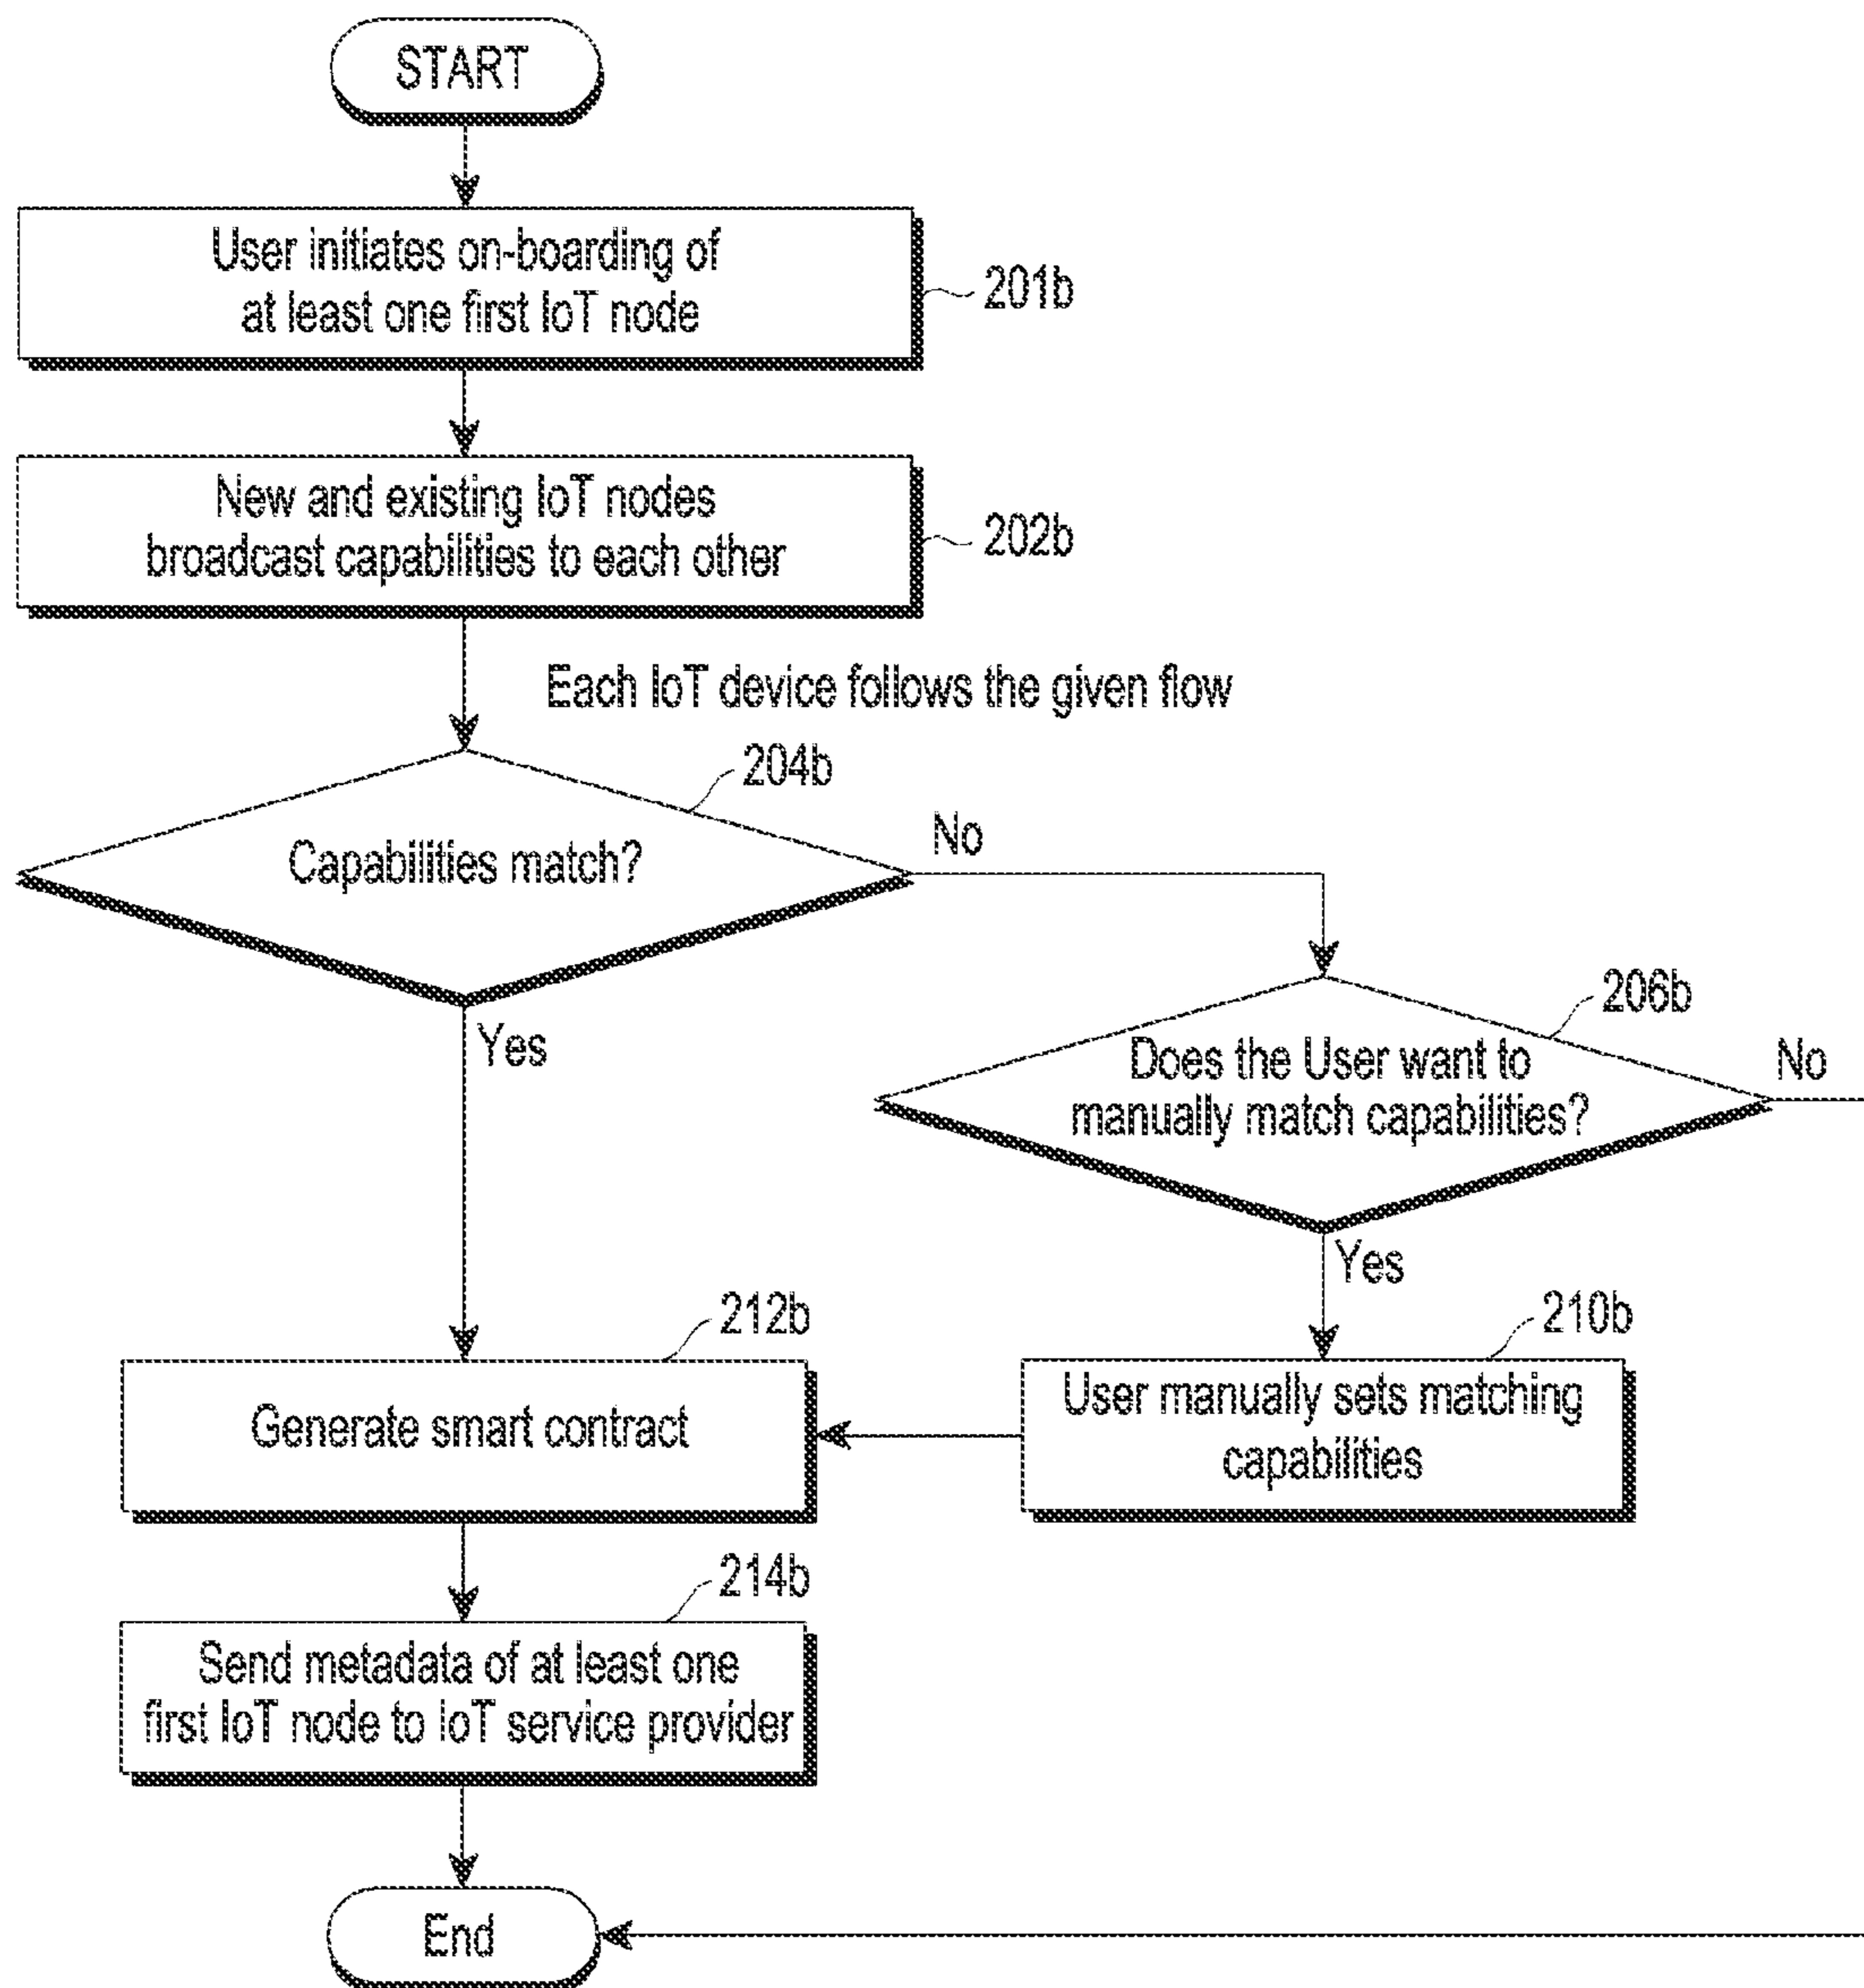 START
User initiates on-boarding of
at least one first IoT node
201b
New and existing IoT nodes
broadcast capabilities to each other
202b
Each IoT device follows the given flow
204b
Capabilities match?
No
Yes
206b
Does the User want to
manually match capabilities?
No
Yes
212b
Generate smart contract
210b
User manually sets matching
capabilities
214b
Send metadata of at least one
first IoT node to IoT service provider
End